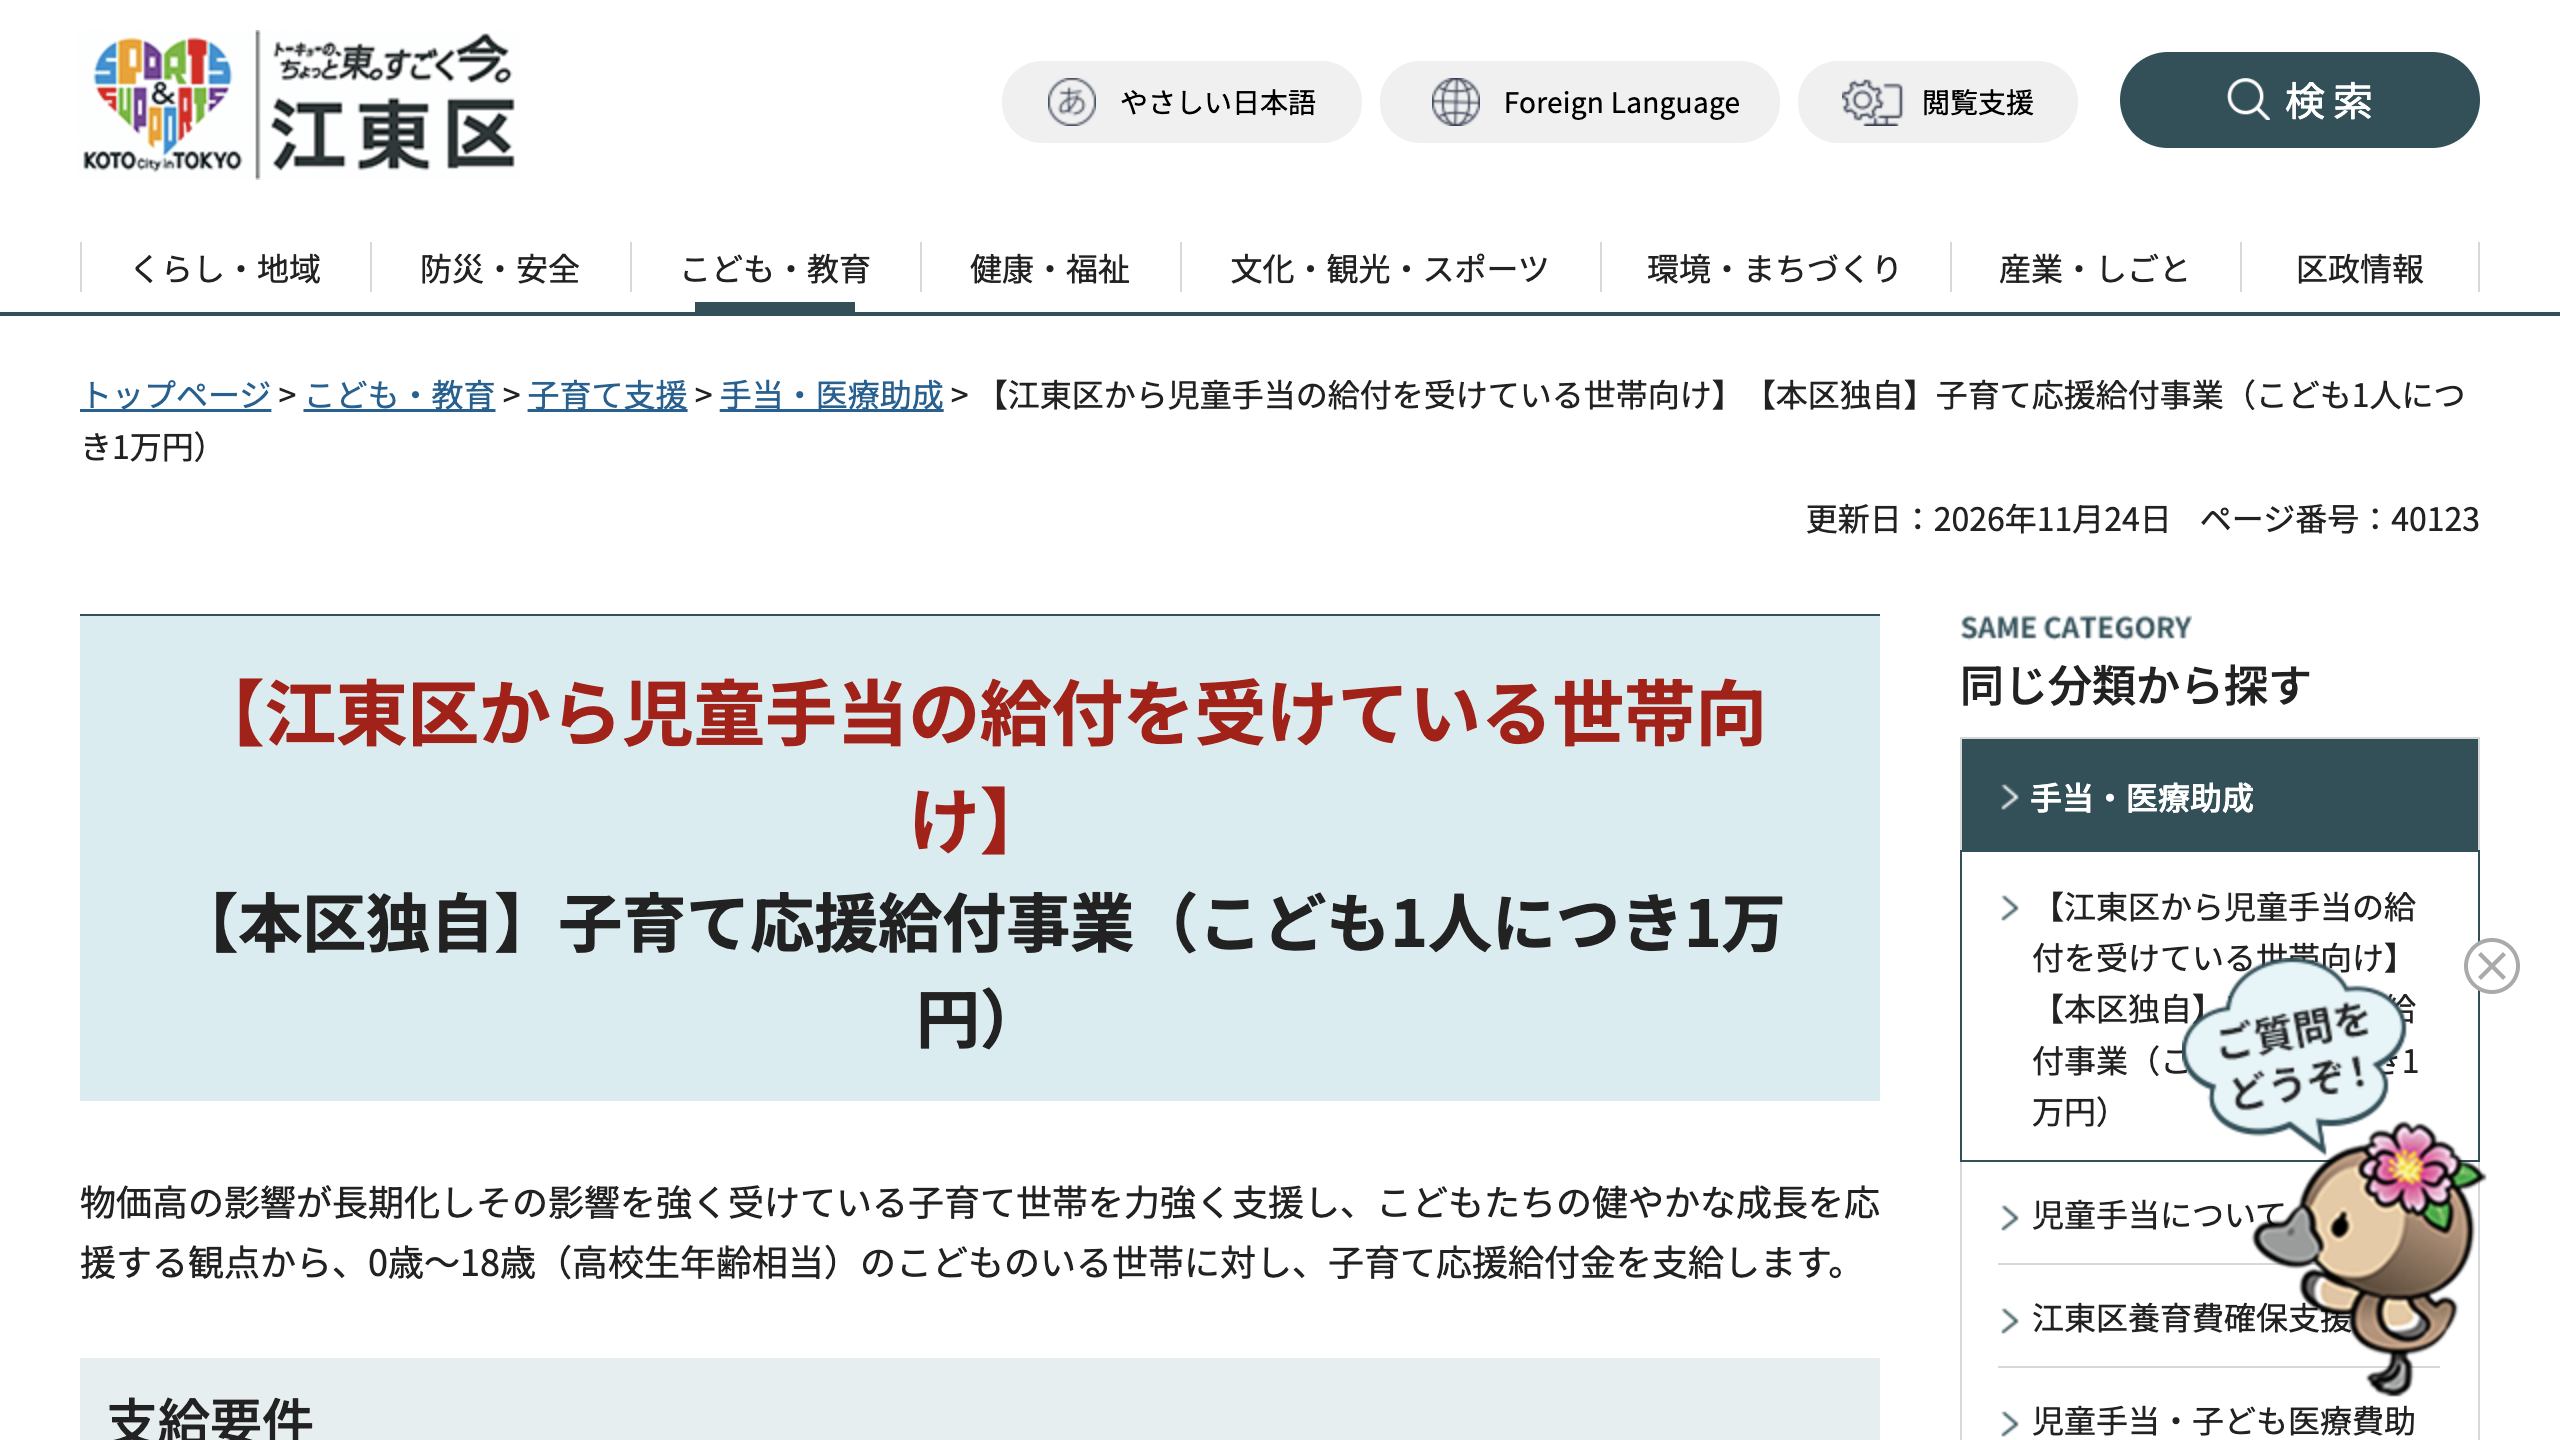 SPORTS & SUPPORTS
KOTO City in TOKYO
トーキョーの、ちょっと東。すごく今。
江東区
やさしい日本語
Foreign Language
閲覧支援
検索
くらし・地域
防災・安全
こども・教育
健康・福祉
文化・観光・スポーツ
環境・まちづくり
産業・しごと
区政情報
トップページ > こども・教育 > 子育て支援 > 手当・医療助成 > 【江東区から児童手当の給付を受けている世帯向け】【本区独自】子育て応援給付事業（こども1人につ
き1万円）
更新日：2026年11月24日 ページ番号：40123
【江東区から児童手当の給付を受けている世帯向
け】
【本区独自】子育て応援給付事業（こども1人につき1万
円）
物価高の影響が長期化しその影響を強く受けている子育て世帯を力強く支援し、こどもたちの健やかな成長を応
援する観点から、0歳～18歳（高校生年齢相当）のこどものいる世帯に対し、子育て応援給付金を支給します。
支給要件
SAME CATEGORY
同じ分類から探す
手当・医療助成
【江東区から児童手当の給
付を受けている世帯向け】
【本区独自】 給
付事業（こ き1
万円）
ご質問を
どうぞ！
児童手当について
江東区養育費確保支援
児童手当・子ども医療費助